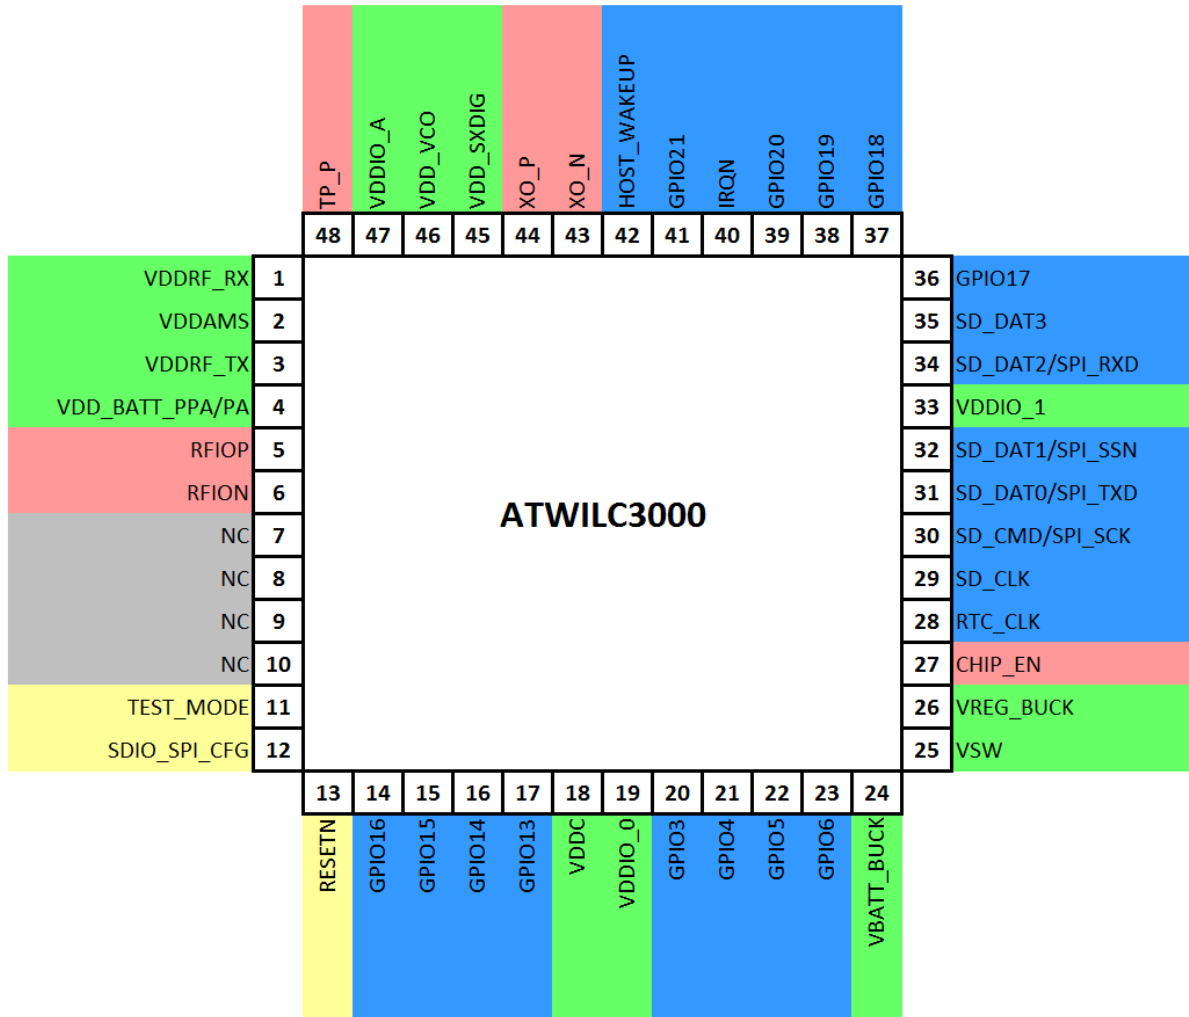 TP_P
VDDIO_A
VDD_VCO
VDD_SXDIG
XO_P
XO_N
HOST_WAKEUP
GPIO21
IRQN
GPIO20
GPIO19
GPIO18
48 47 46 45 44 43 42 41 40 39 38 37
VDDRF_RX 1
VDDAMS 2
VDDRF_TX 3
VDD_BATT_PPA/PA 4
RFIOP 5
RFION 6
NC 7
NC 8
NC 9
NC 10
TEST_MODE 11
SDIO_SPI_CFG 12
ATWILC3000
36 GPIO17
35 SD_DAT3
34 SD_DAT2/SPI_RXD
33 VDDIO_1
32 SD_DAT1/SPI_SSN
31 SD_DAT0/SPI_TXD
30 SD_CMD/SPI_SCK
29 SD_CLK
28 RTC_CLK
27 CHIP_EN
26 VREG_BUCK
25 VSW
13 14 15 16 17 18 19 20 21 22 23 24
RESETN
GPIO16
GPIO15
GPIO14
GPIO13
VDDC
VDDIO_0
GPIO3
GPIO4
GPIO5
GPIO6
VBATT_BUCK